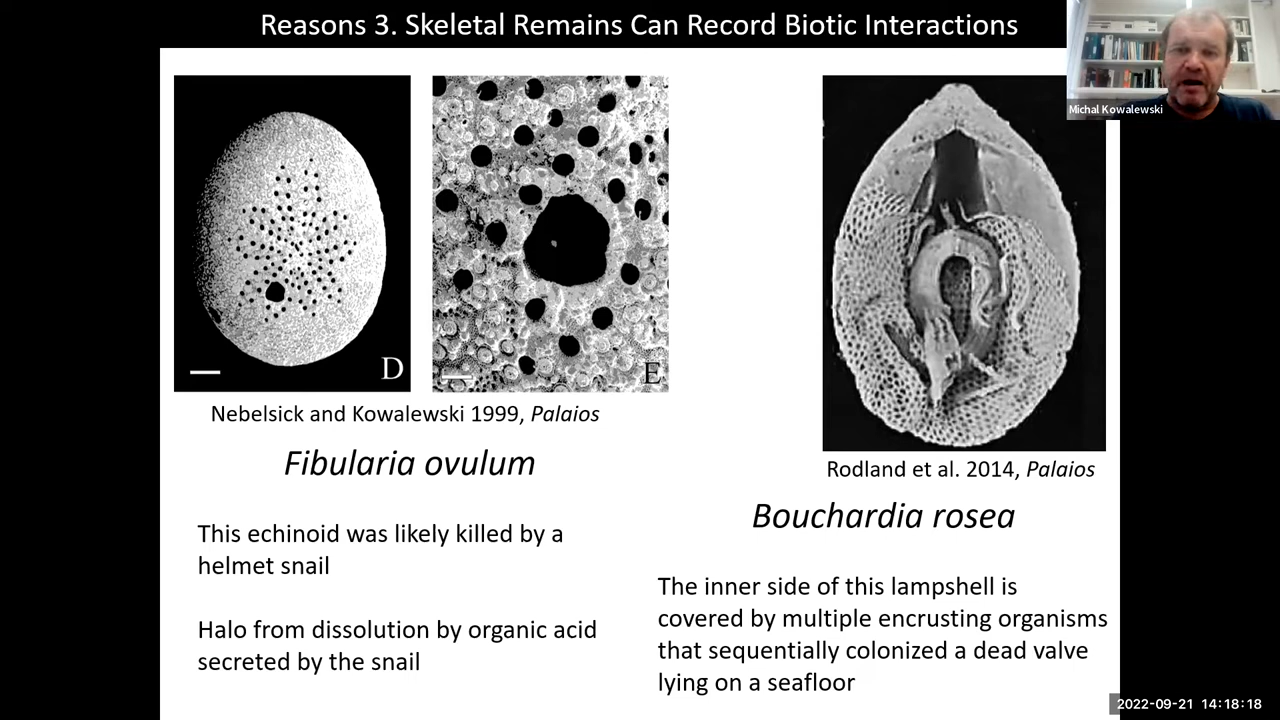 Reasons 3. Skeletal Remains Can Record Biotic Interactions
Michal Kowalewski
D
E
Nebelsick and Kowalewski 1999, Palaios
Fibularia ovulum
This echinoid was likely killed by a
helmet snail
Halo from dissolution by organic acid
secreted by the snail
Rodland et al. 2014, Palaios
Bouchardia rosea
The inner side of this lampshell is
covered by multiple encrusting organisms
that sequentially colonized a dead valve
lying on a seafloor
2022-09-21 14:18:18